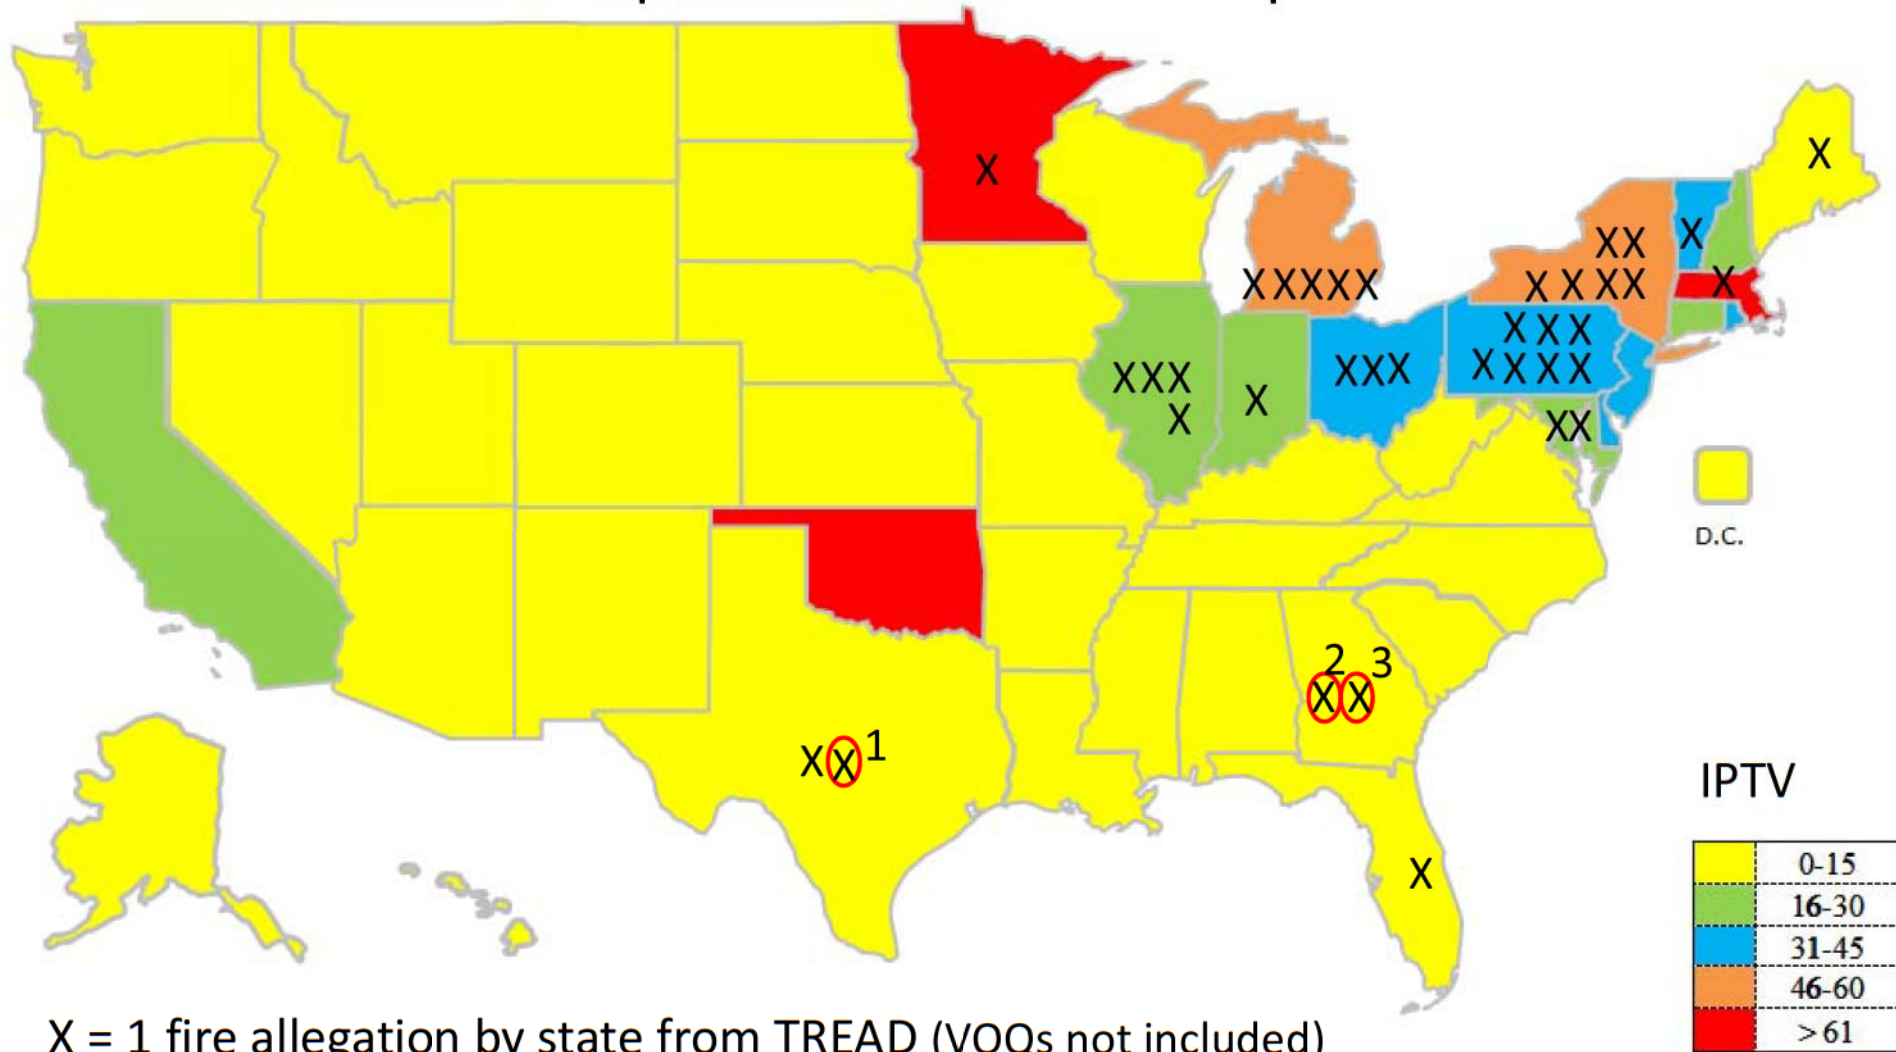 X
X
X X
X
X X X X
X
X X X X X
X X X
X X X
X X X X
X X X
X
X
X X
D.C.
2 3
X X
1
X X
IPTV
X
0-15
16-30
31-45
46-60
>61
X = 1 fire allegation by state from TREAD (VOQs not included)